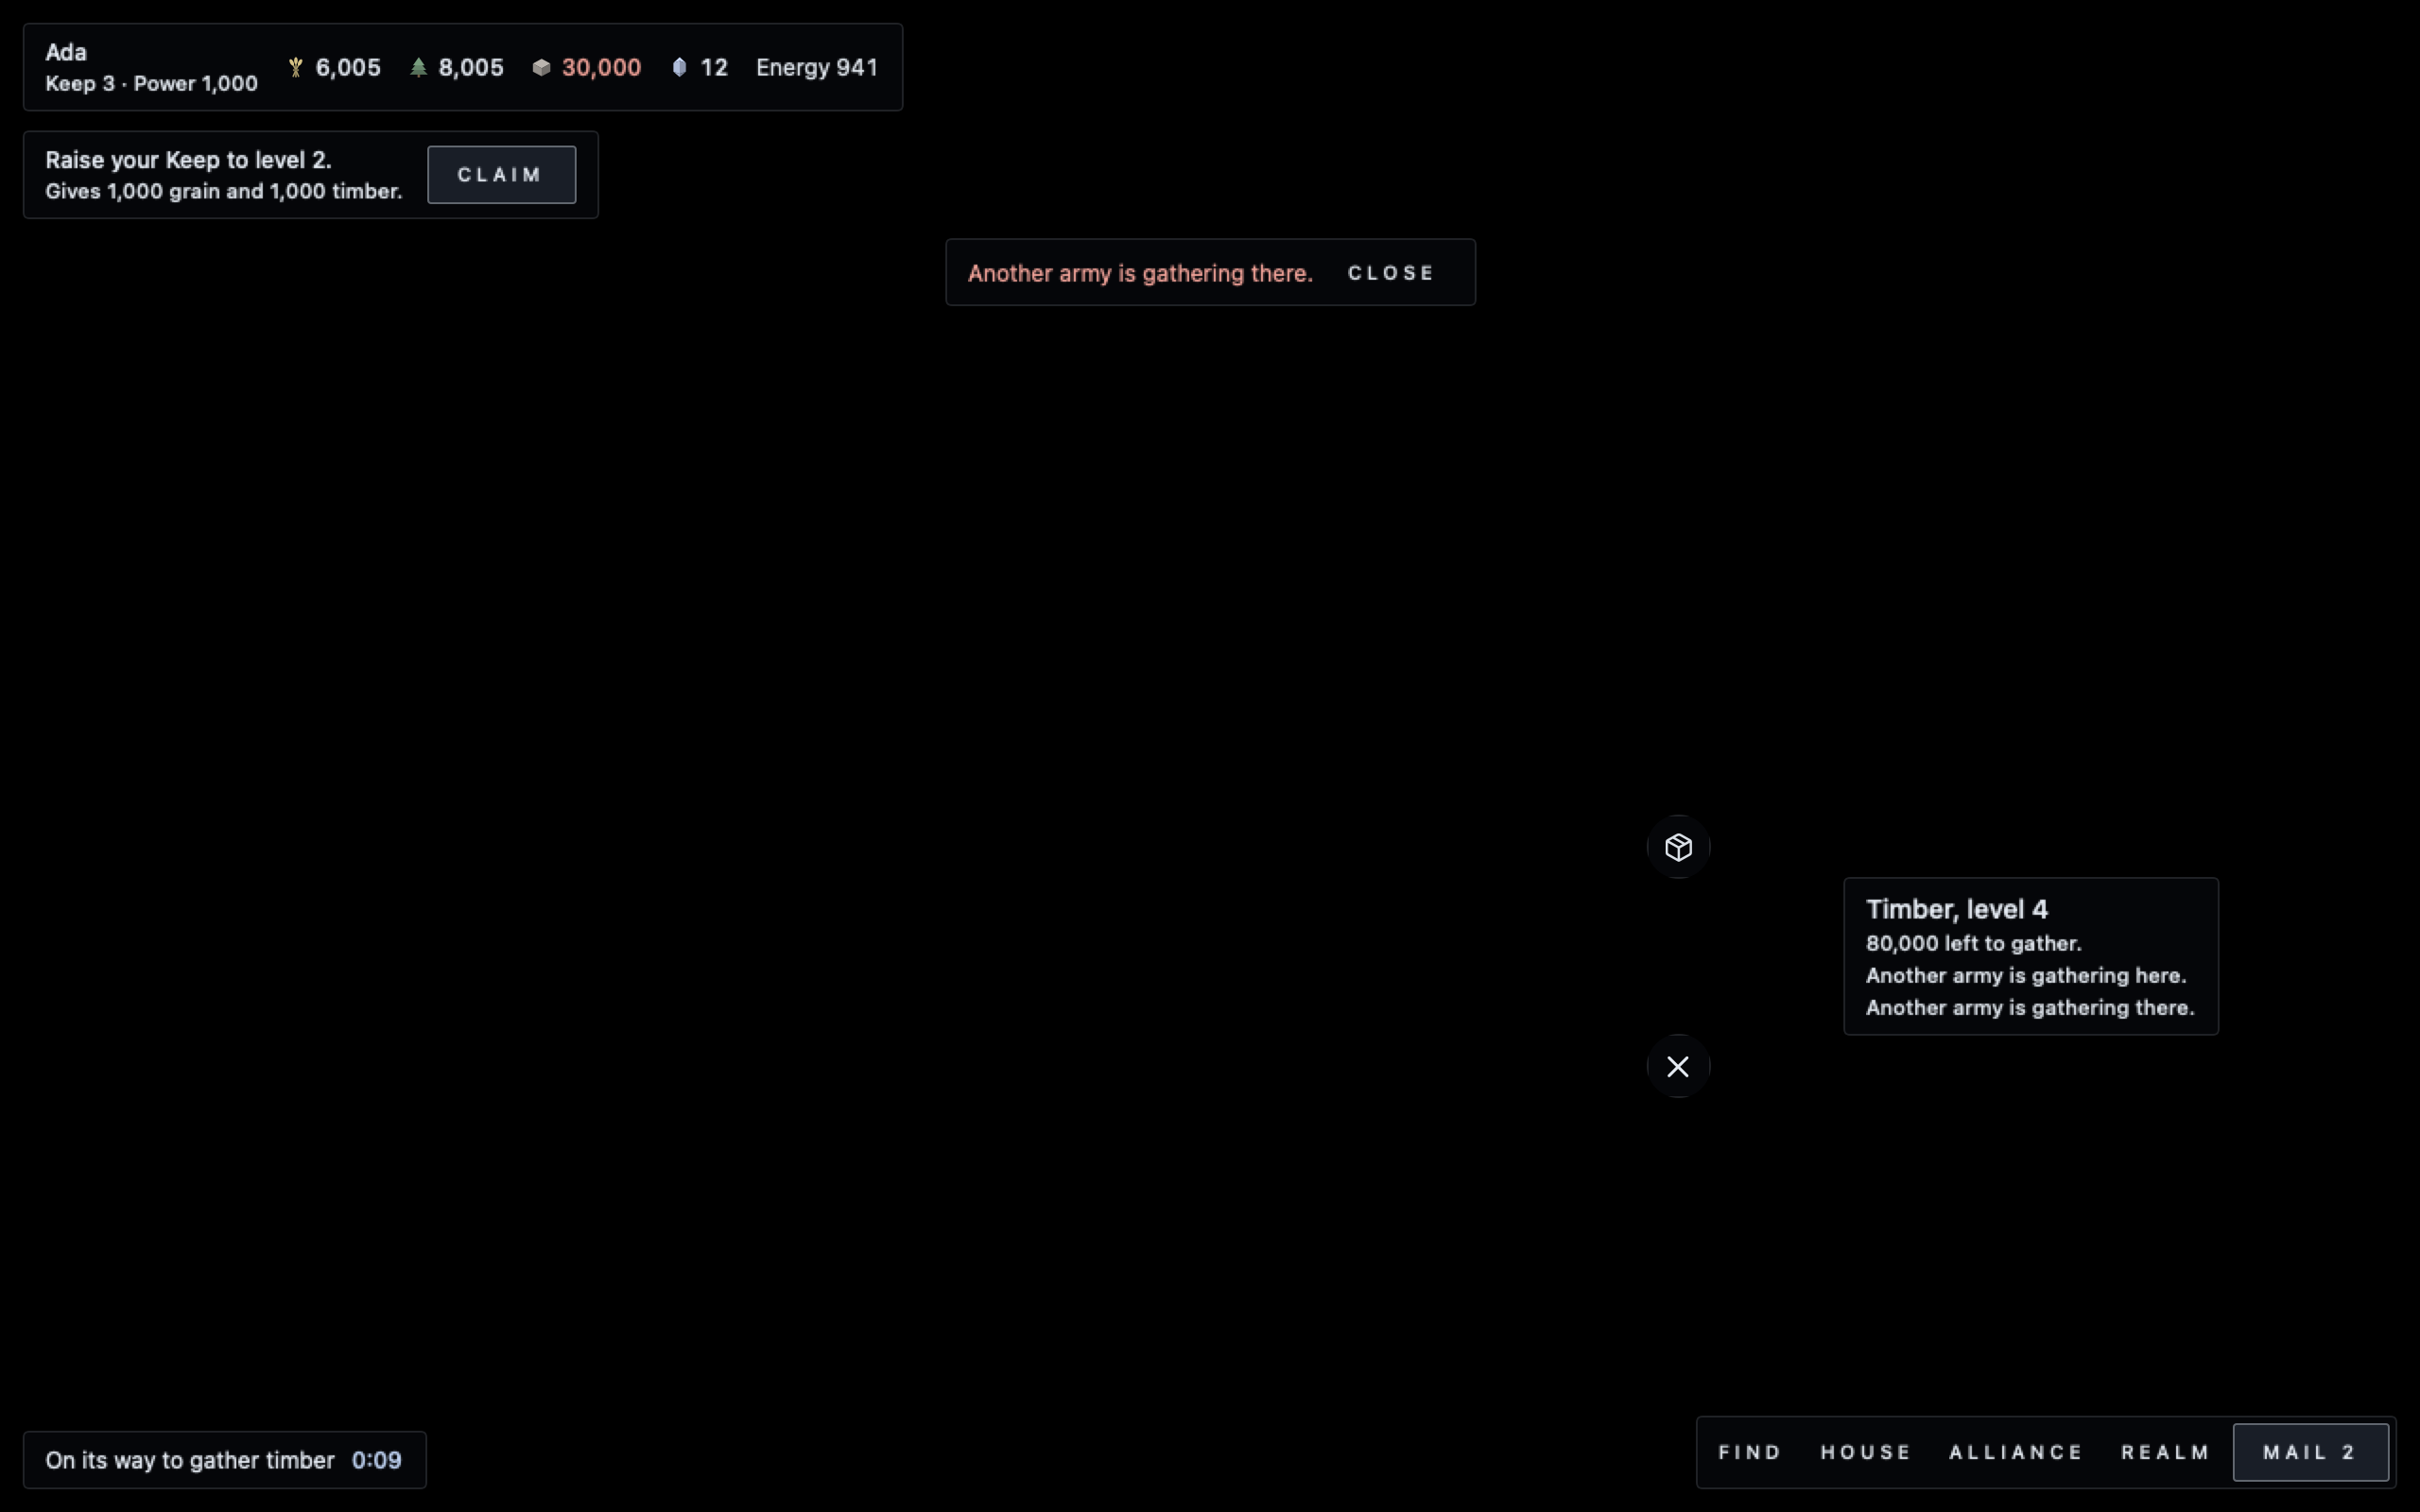 Ada
Keep 3 · Power 1,000
6,005 8,005 30,000 12 Energy 941
Raise your Keep to level 2.
Gives 1,000 grain and 1,000 timber.
CLAIM
Another army is gathering there. CLOSE
Timber, level 4
80,000 left to gather.
Another army is gathering here.
Another army is gathering there.
On its way to gather timber 0:09
FIND HOUSE ALLIANCE REALM MAIL 2